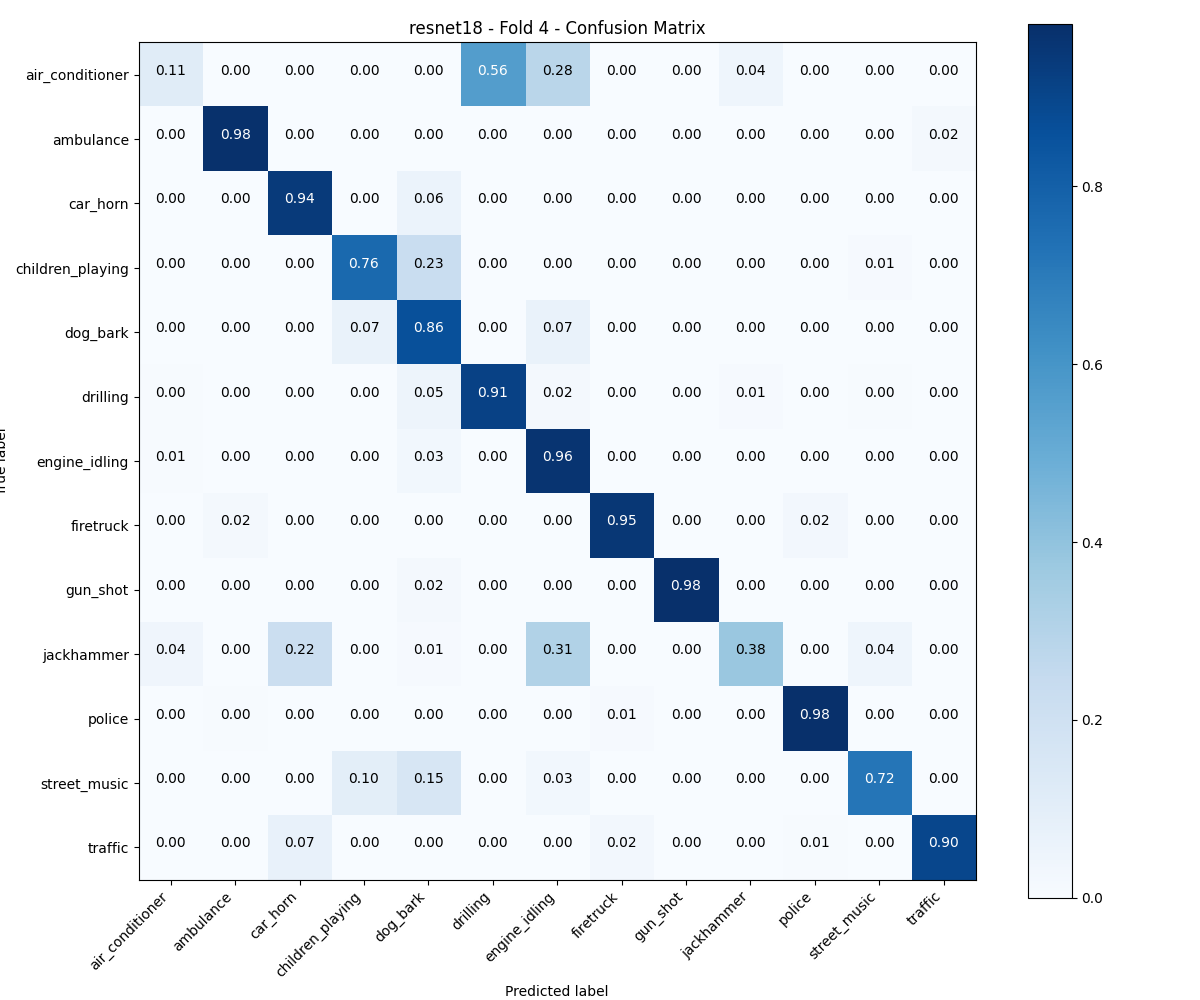 resnet18 - Fold 4 - Confusion Matrix
air_conditioner 0.11 0.00 0.00 0.00 0.00 0.56 0.28 0.00 0.00 0.04 0.00 0.00 0.00
ambulance 0.00 0.98 0.00 0.00 0.00 0.00 0.00 0.00 0.00 0.00 0.00 0.00 0.02
car_horn 0.00 0.00 0.94 0.00 0.06 0.00 0.00 0.00 0.00 0.00 0.00 0.00 0.00
0.8
children_playing 0.00 0.00 0.00 0.76 0.23 0.00 0.00 0.00 0.00 0.00 0.00 0.01 0.00
dog_bark 0.00 0.00 0.00 0.07 0.86 0.00 0.07 0.00 0.00 0.00 0.00 0.00 0.00
0.6
drilling 0.00 0.00 0.00 0.00 0.05 0.91 0.02 0.00 0.00 0.01 0.00 0.00 0.00
label
engine_idling 0.01 0.00 0.00 0.00 0.03 0.00 0.96 0.00 0.00 0.00 0.00 0.00 0.00
firetruck 0.00 0.02 0.00 0.00 0.00 0.00 0.00 0.95 0.00 0.00 0.02 0.00 0.00
0.4
gun_shot 0.00 0.00 0.00 0.00 0.02 0.00 0.00 0.00 0.98 0.00 0.00 0.00 0.00
jackhammer 0.04 0.00 0.22 0.00 0.01 0.00 0.31 0.00 0.00 0.38 0.00 0.04 0.00
police 0.00 0.00 0.00 0.00 0.00 0.00 0.00 0.01 0.00 0.00 0.98 0.00 0.00
0.2
street_music 0.00 0.00 0.00 0.10 0.15 0.00 0.03 0.00 0.00 0.00 0.00 0.72 0.00
traffic 0.00 0.00 0.07 0.00 0.00 0.00 0.00 0.02 0.00 0.00 0.01 0.00 0.90
0.0
air_conditioner ambulance car_horn children_playing dog_bark drilling engine_idling firetruck gun_shot jackhammer police street_music traffic
Predicted label